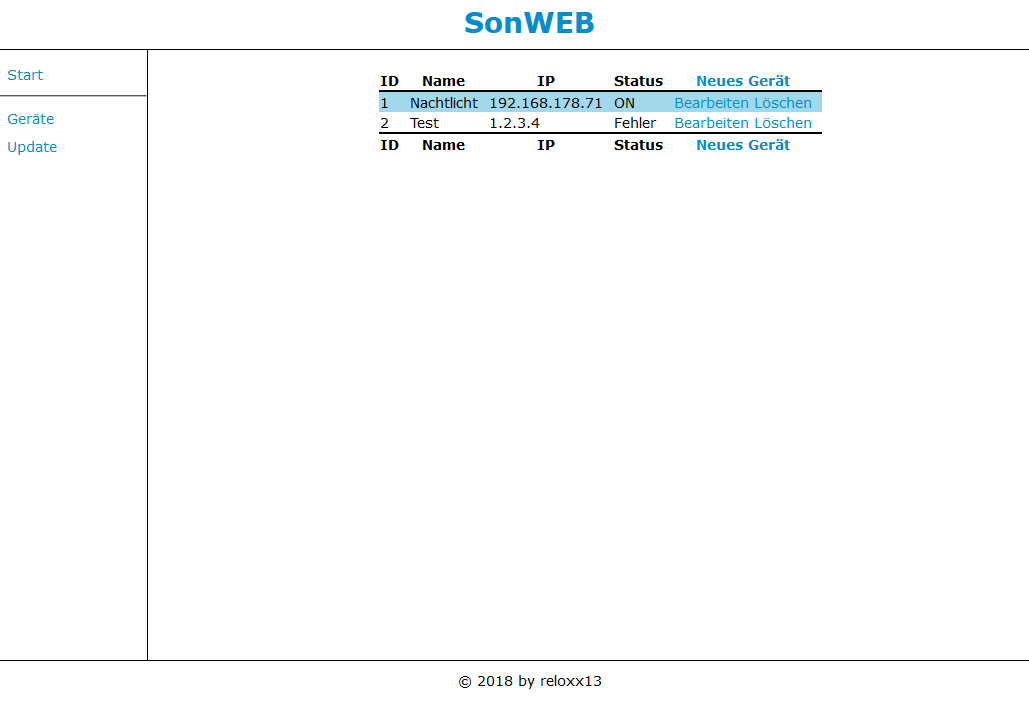 SonWEB
Start
Geräte
Update
ID Name IP Status Neues Gerät
1 Nachtlicht 192.168.178.71 ON Bearbeiten Löschen
2 Test 1.2.3.4 Fehler Bearbeiten Löschen
ID Name IP Status Neues Gerät
© 2018 by reloxx13